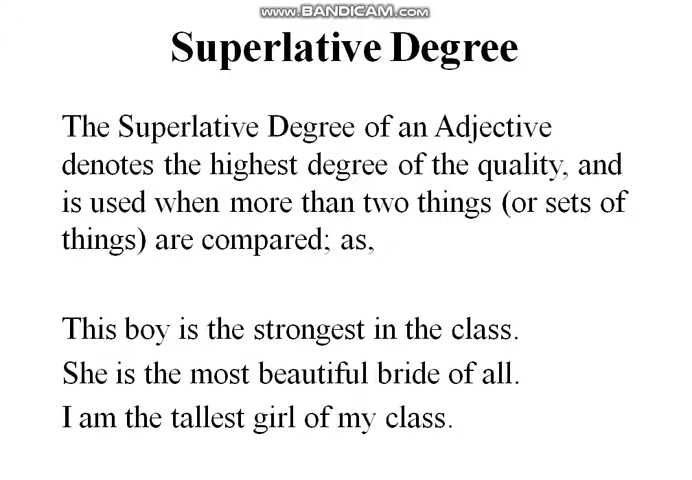 www.BANDICAM.com
Superlative Degree
The Superlative Degree of an Adjective
denotes the highest degree of the quality, and
is used when more than two things (or sets of
things) are compared; as,
This boy is the strongest in the class.
She is the most beautiful bride of all.
I am the tallest girl of my class.